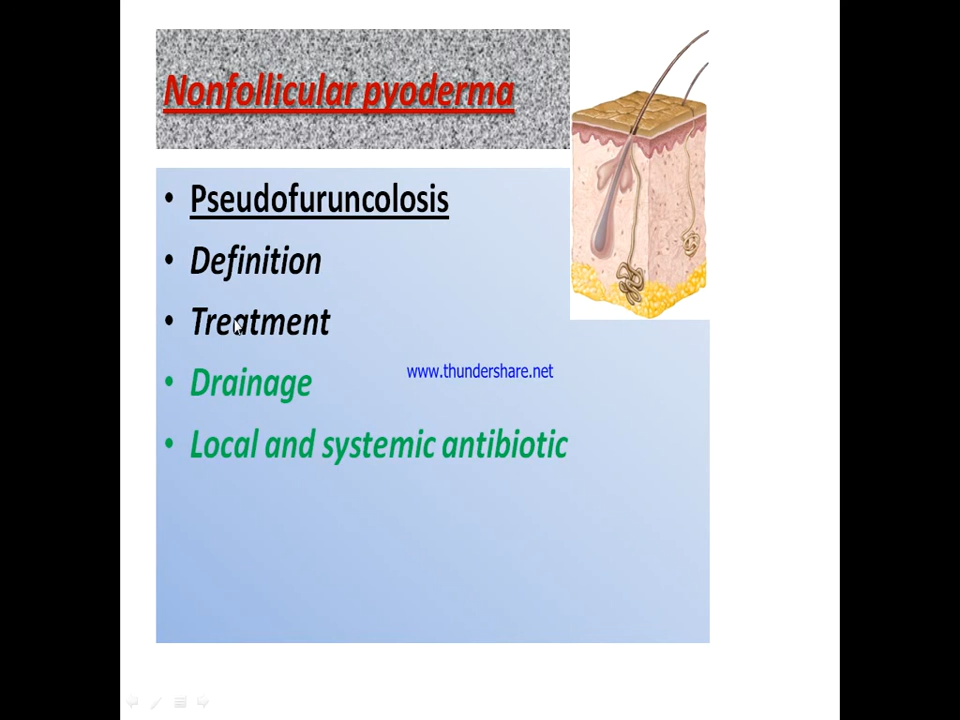 Nonfollicular pyoderma
• Pseudofuruncolosis
• Definition
• Treatment
• Drainage
www.thundershare.net
• Local and systemic antibiotic